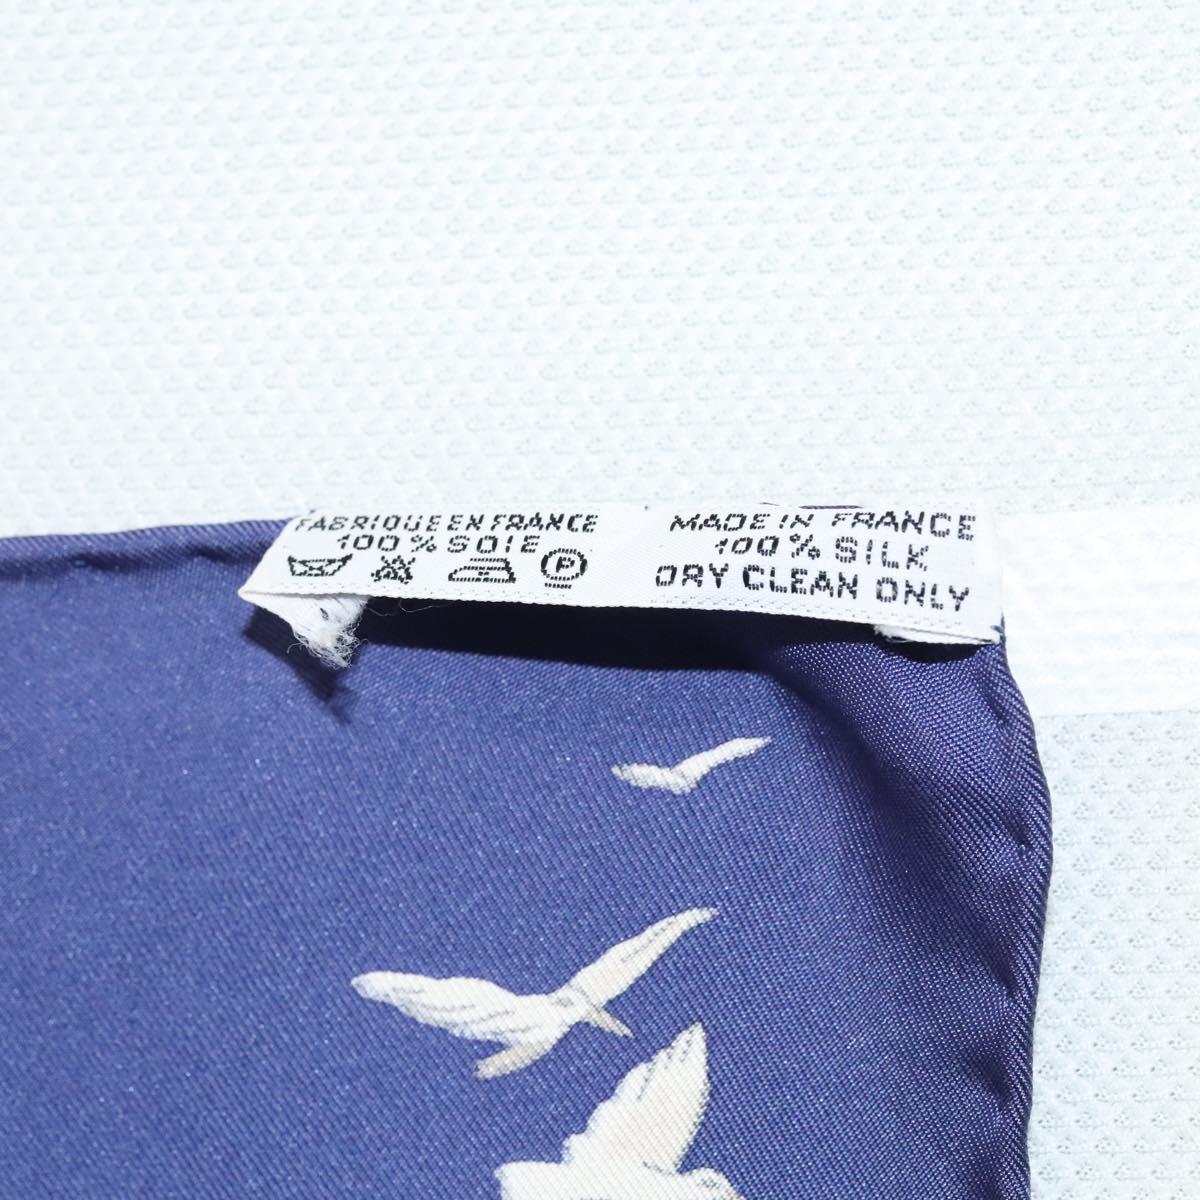 FABRIQUE EN FRANCE
100% SOIE
P
MADE IN FRANCE
100% SILK
DRY CLEAN ONLY